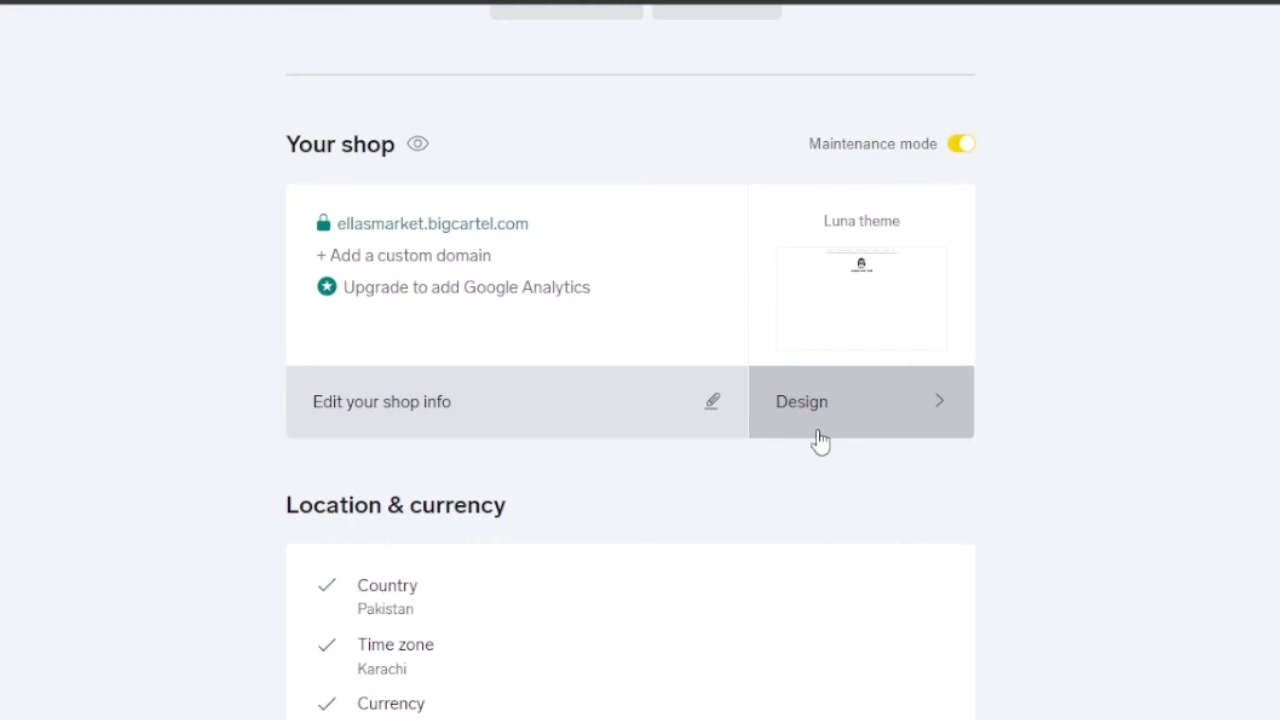 Your shop
Maintenance mode
ellasmarket.bigcartel.com
Luna theme
+ Add a custom domain
Upgrade to add Google Analytics
Edit your shop info
Design
Location & currency
Country
Pakistan
Time zone
Karachi
Currency